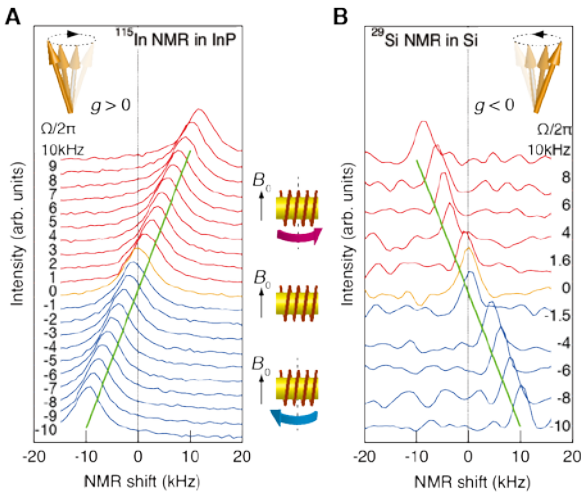 A
115In NMR in InP
g > 0
Ω/2π
10kHz
9
8
7
6
5
4
3
2
1
0
-1
-2
-3
-4
-5
-6
-7
-8
-9
-10
Intensity (arb. units)
-20 -10 0 10 20
NMR shift (kHz)
B0
B0
B0
B
29Si NMR in Si
g < 0
Ω/2π
10kHz
8
6
4
1.6
0
-1.5
-4
-6
-8
-10
Intensity (arb. units)
-20 -10 0 10 20
NMR shift (kHz)